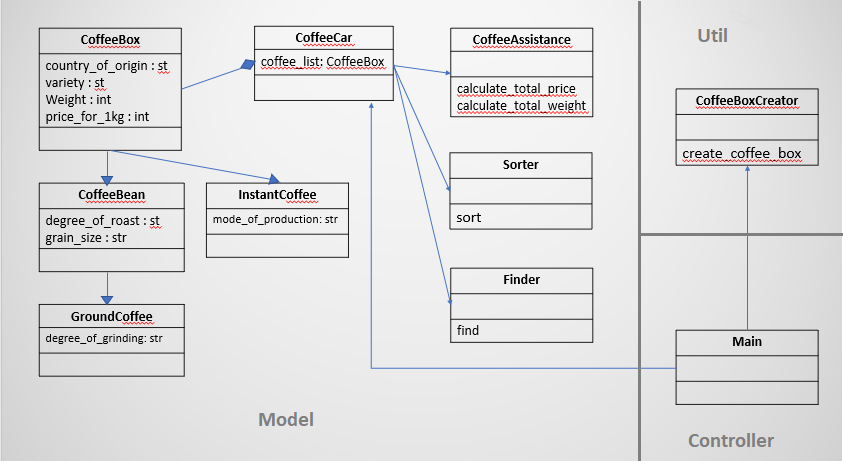 CoffeeBox
country_of_origin : st
variety : st
Weight : int
price_for_1kg : int
CoffeeCar
coffee_list: CoffeeBox
CoffeeAssistance
calculate_total_price
calculate_total_weight
Util
CoffeeBoxCreator
create_coffee_box
CoffeeBean
degree_of_roast : st
grain_size : str
InstantCoffee
mode_of_production: str
Sorter
sort
GroundCoffee
degree_of_grinding: str
Finder
find
Main
Model
Controller